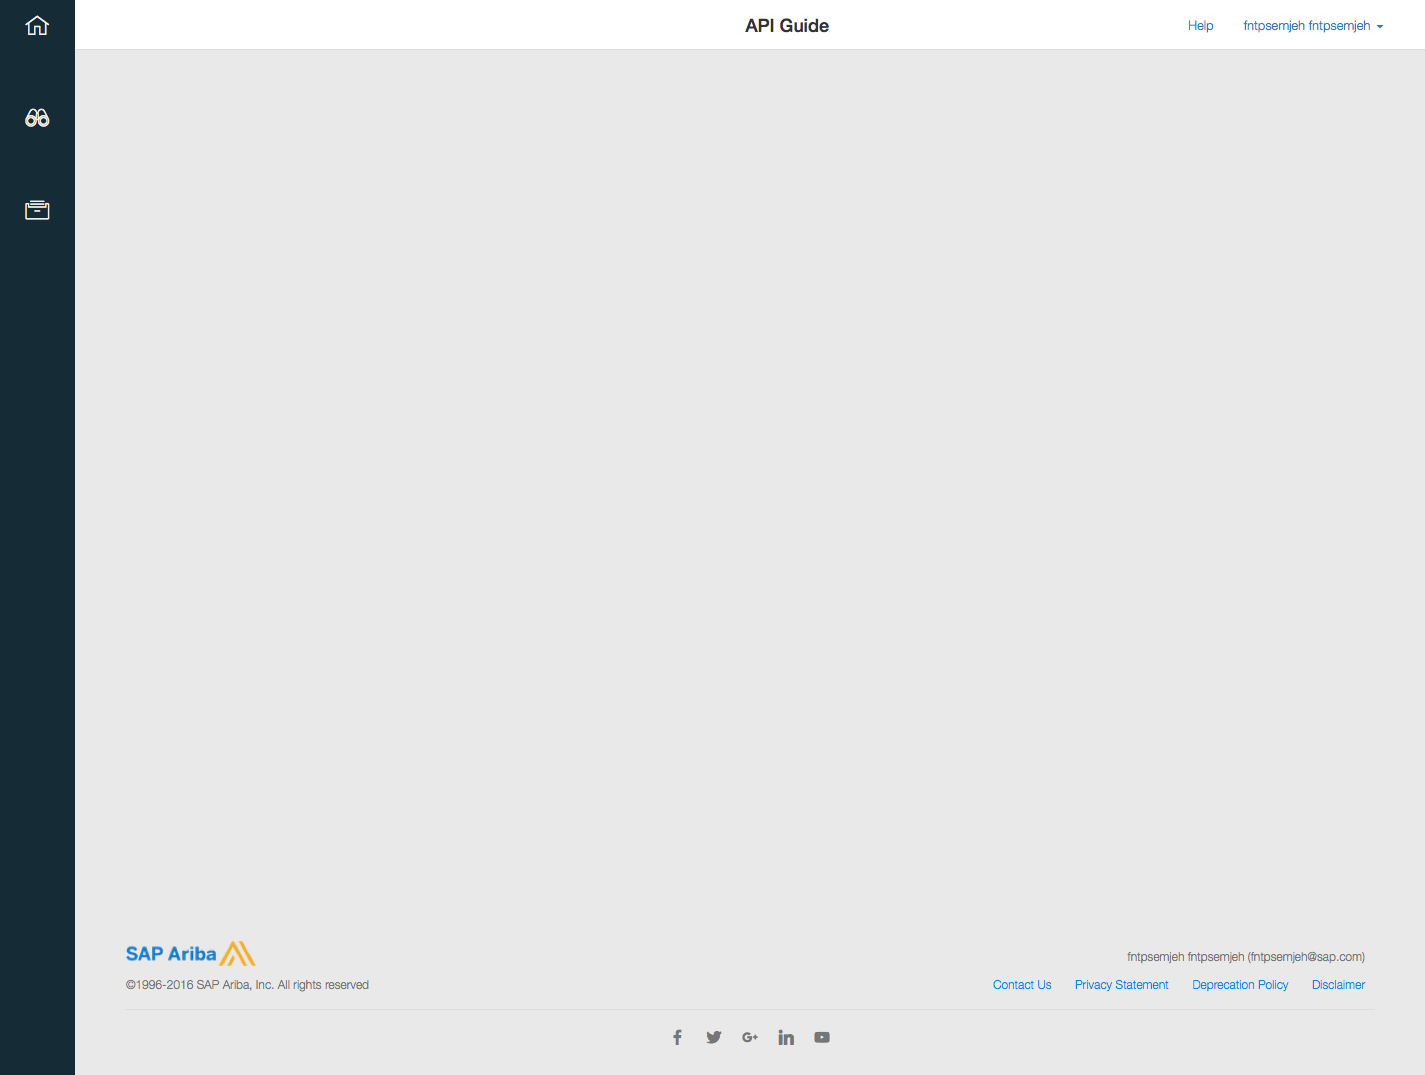 API Guide
Help
fntpsemjeh fntpsemjeh
SAP Ariba
fntpsemjeh fntpsemjeh (fntpsemjeh@sap.com)
©1996-2016 SAP Ariba, Inc. All rights reserved
Contact Us Privacy Statement Deprecation Policy Disclaimer